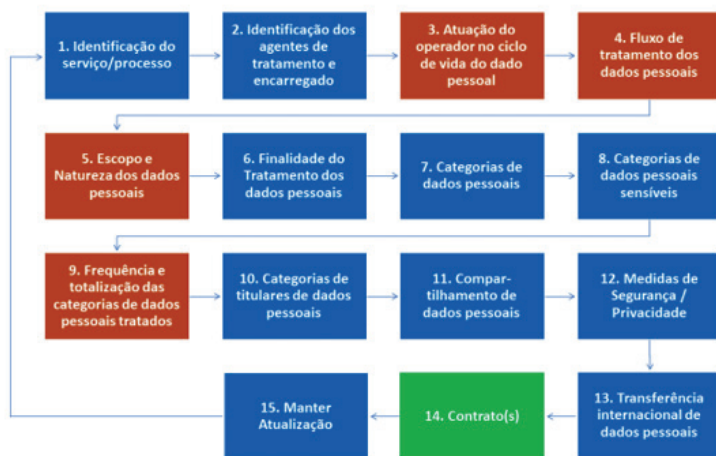 1. Identificação do
serviço/processo
2. Identificação dos
agentes de
tratamento e
encarregado
3. Atuação do
operador no ciclo
de vida do dado
pessoal
4. Fluxo de
tratamento dos
dados pessoais
5. Escopo e
Natureza dos dados
pessoais
6. Finalidade do
Tratamento dos
dados pessoais
7. Categorias de
dados pessoais
8. Categorias de
dados pessoais
sensíveis
9. Frequência e
totalização das
categorias de dados
pessoais tratados
10. Categorias de
titulares de dados
pessoais
11. Compar-
tilhamento de
dados pessoais
12. Medidas de
Segurança /
Privacidade
15. Manter
Atualização
14. Contrato(s)
13. Transferência
internacional de
dados pessoais